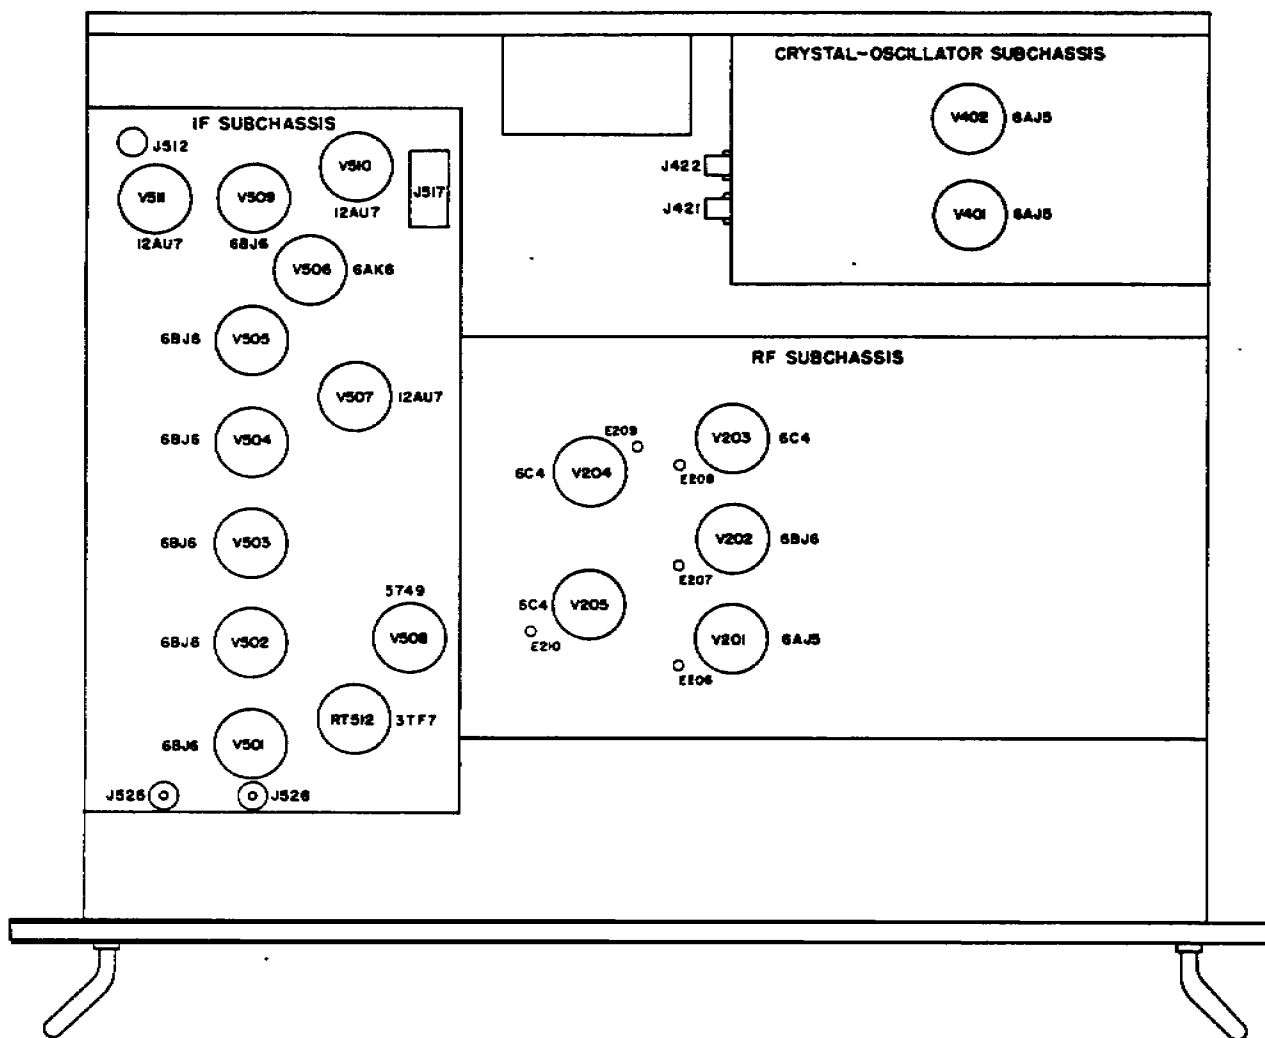 CRYSTAL-OSCILLATOR SUBCHASSIS
V402 6AJ5
J422
J421
V401 6AJ5
IF SUBCHASSIS
J512
V510
12AU7
J517
V511
12AU7
V509
6BJ6
V506 6AK6
6BJ6 V505
V507 12AU7
6BJ6 V504
6BJ6 V503
5749
V508
6BJ6 V502
RT512 3TF7
6BJ6 V501
J525
J526
RF SUBCHASSIS
E209
V203 6C4
6C4 V204
E208
V202 6BJ6
E207
6C4 V205
E210
V201 6AJ5
E206